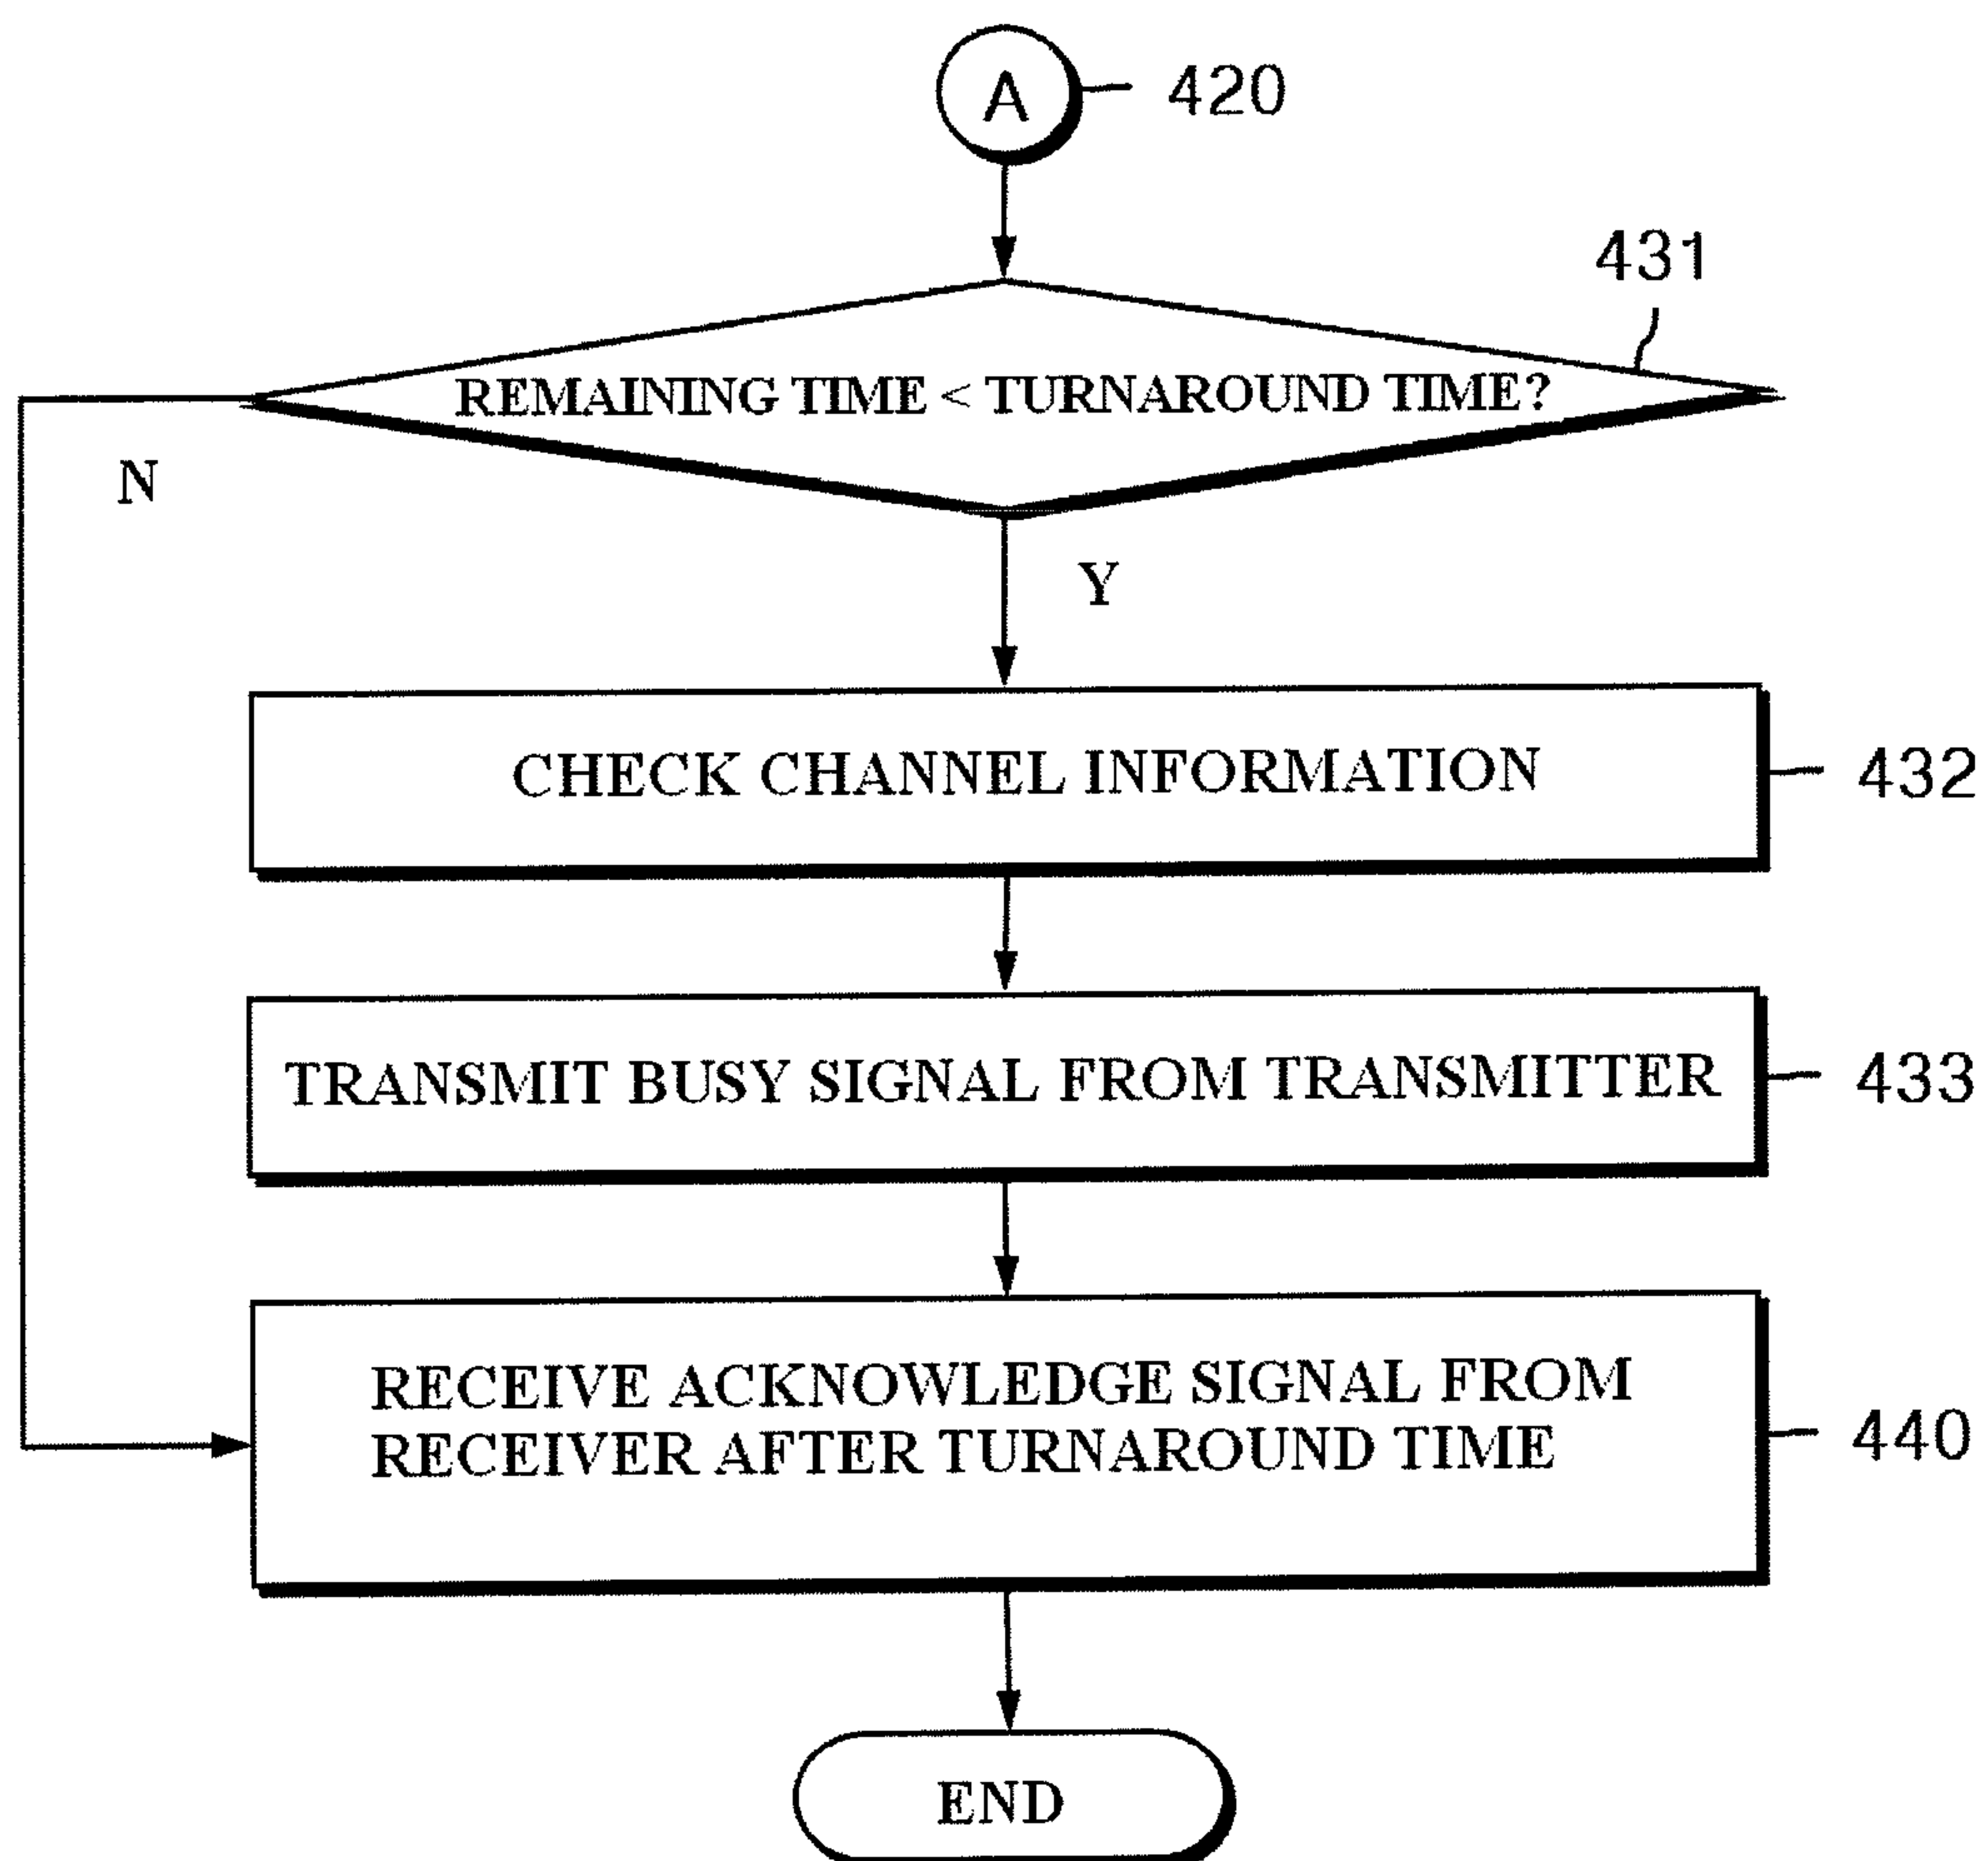 A
420
431
REMAINING TIME < TURNAROUND TIME?
N
Y
CHECK CHANNEL INFORMATION
432
TRANSMIT BUSY SIGNAL FROM TRANSMITTER
433
RECEIVE ACKNOWLEDGE SIGNAL FROM
RECEIVER AFTER TURNAROUND TIME
440
END